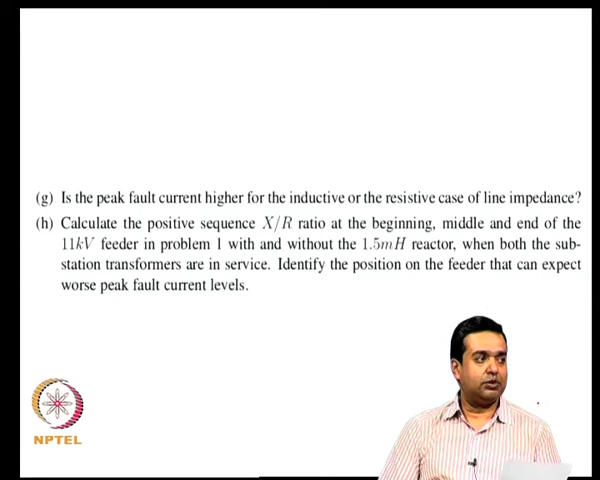 (g) Is the peak fault current higher for the inductive or the resistive case of line impedance?
(h) Calculate the positive sequence X/R ratio at the beginning, middle and end of the
11kV feeder in problem 1 with and without the 1.5mH reactor, when both the sub-
station transformers are in service. Identify the position on the feeder that can expect
worse peak fault current levels.
NPTEL